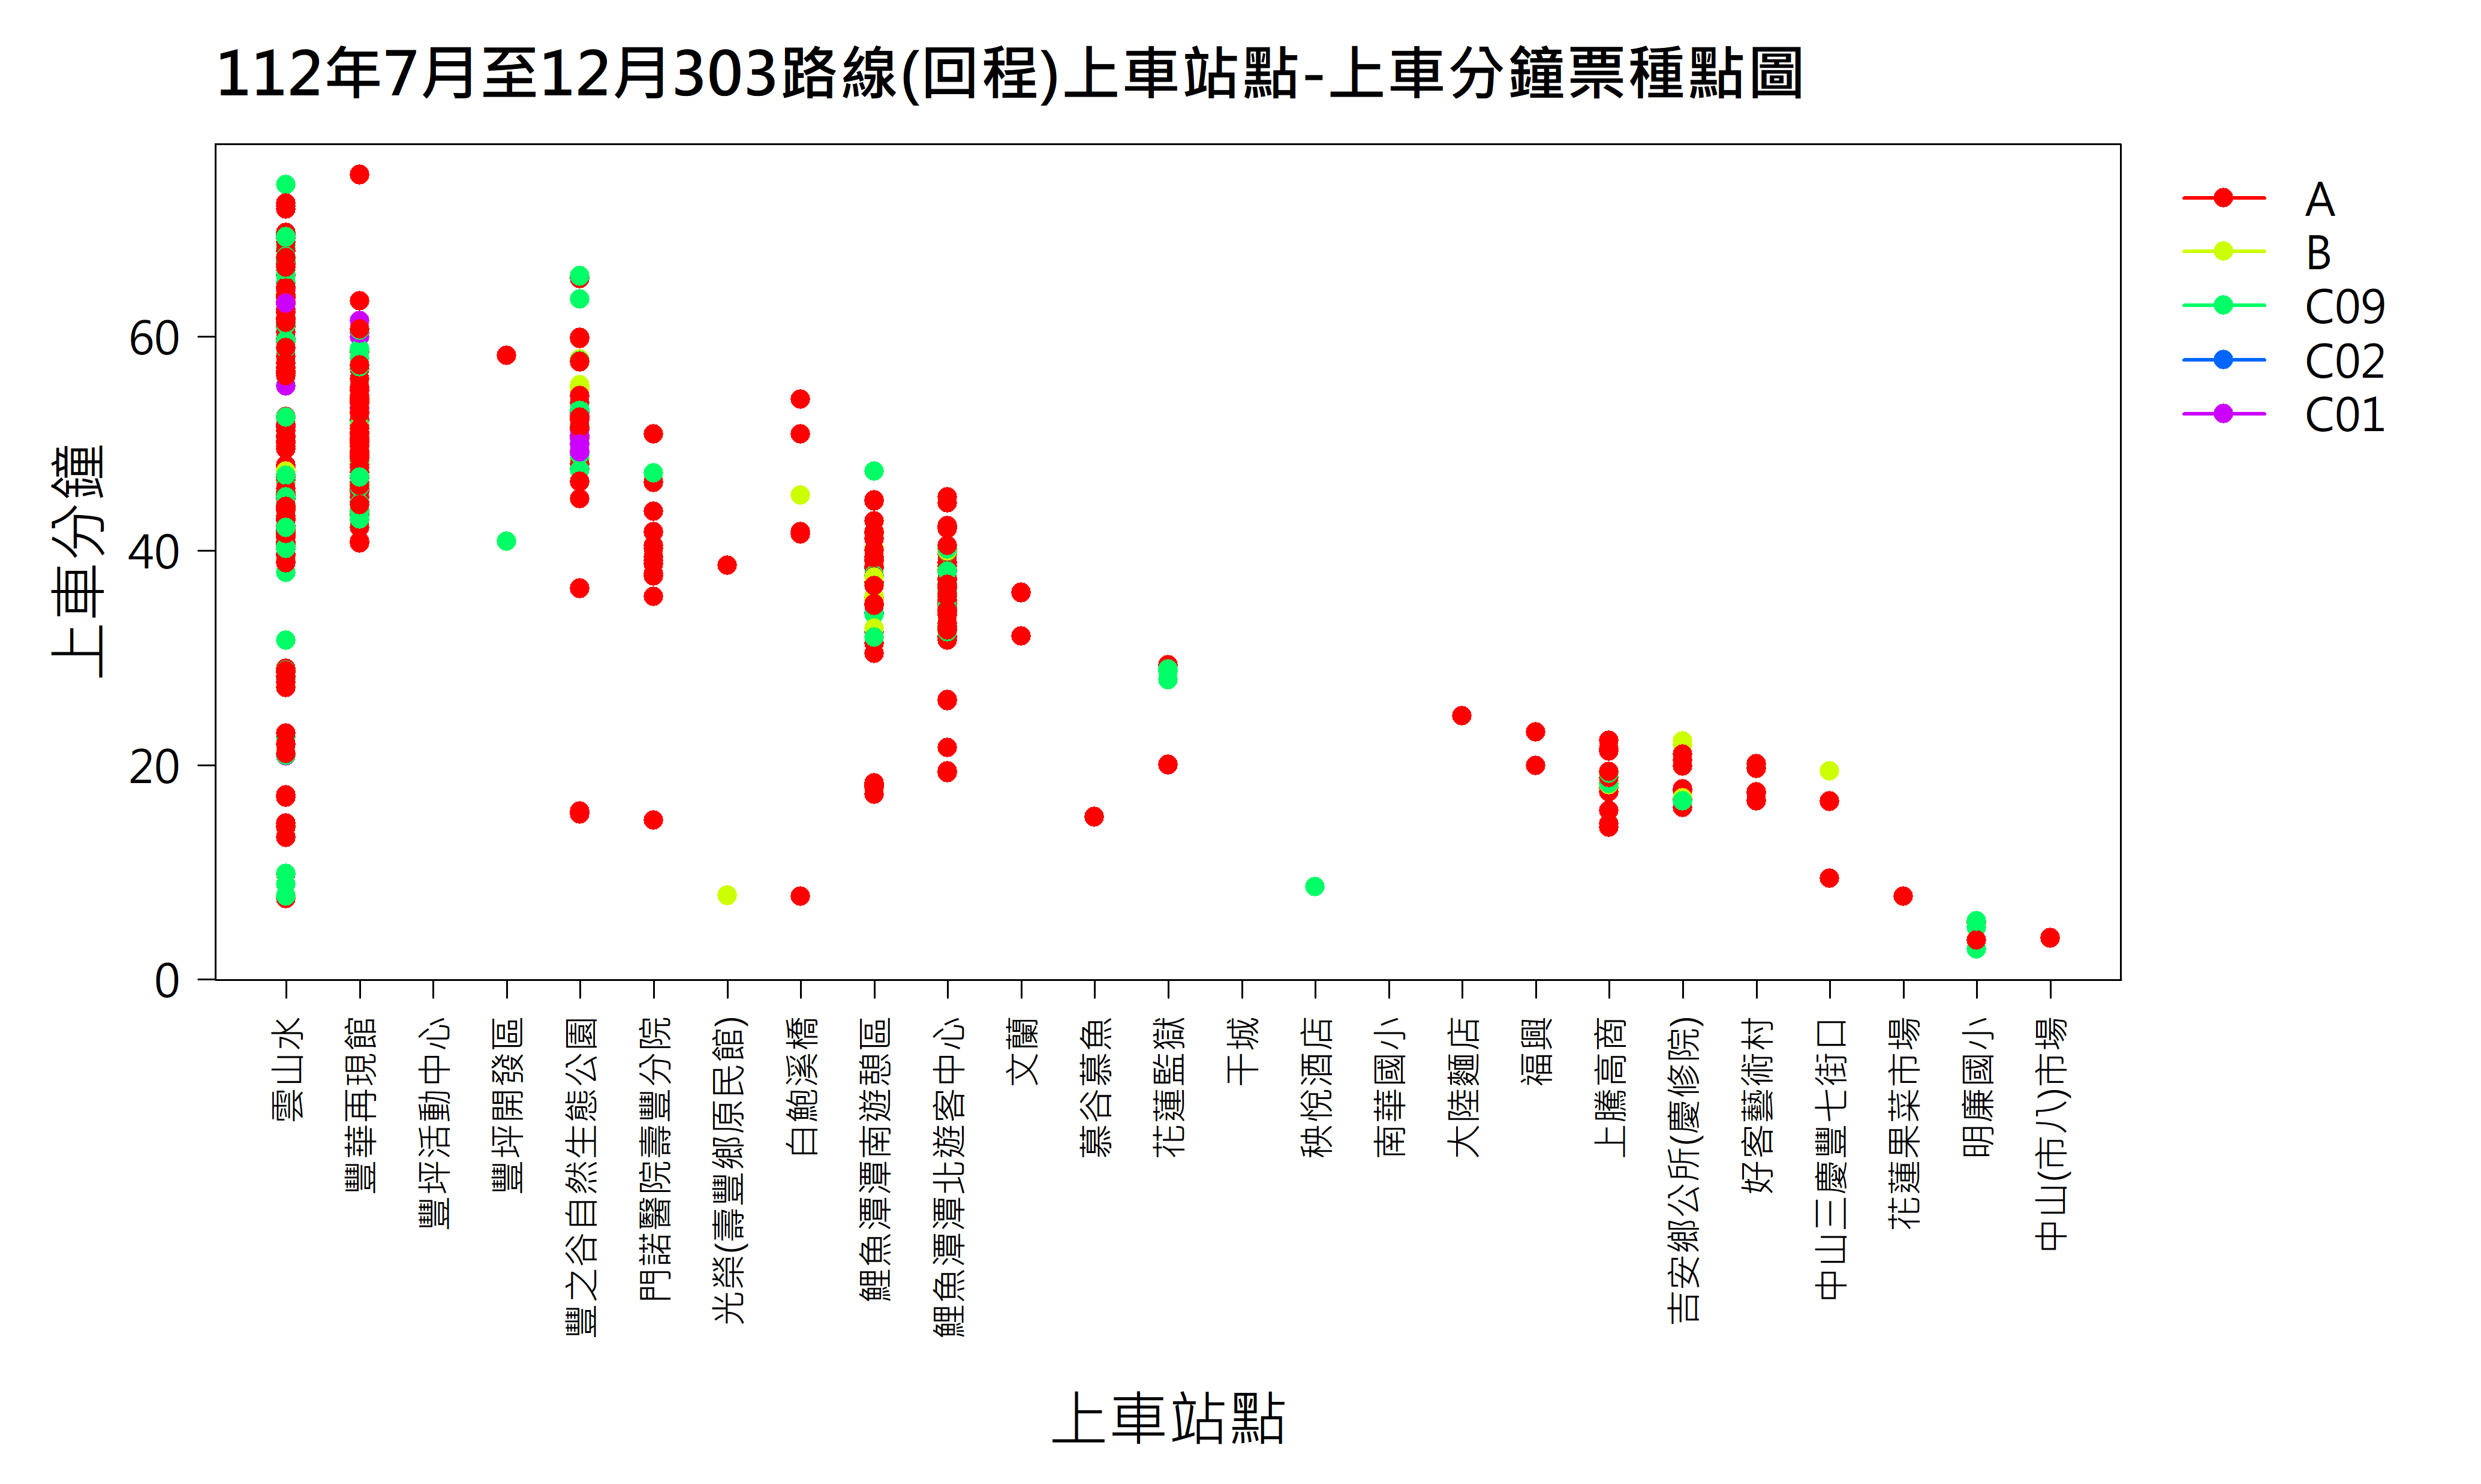 112年7月至12月303路線(回程)上車站點-上車分鐘票種點圖
上車分鐘
60
40
20
0
A
B
C09
C02
C01
雲山水
豐華再現館
豐坪活動中心
豐坪開發區
豐之谷自然生態公園
門諾醫院壽豐分院
光榮(壽豐鄉原民館)
白鮑溪橋
鯉魚潭潭南遊憩區
鯉魚潭潭北遊客中心
文蘭
慕谷慕魚
花蓮監獄
干城
秧悅酒店
南華國小
大陸麵店
福興
上騰高商
吉安鄉公所(慶修院)
好客藝術村
中山三慶豐七街口
花蓮果菜市場
明廉國小
中山(市八)市場
上車站點